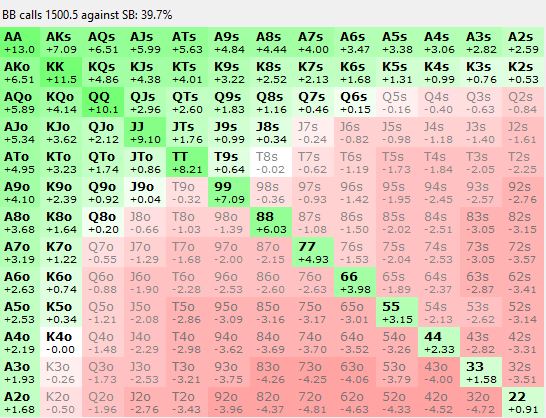 BB calls 1500.5 against SB: 39.7%
AA AKs AQs AJs ATs A9s A8s A7s A6s A5s A4s A3s A2s
+13.0 +7.09 +6.51 +5.99 +5.63 +4.84 +4.44 +4.00 +3.47 +3.38 +3.06 +2.82 +2.59
AKo KK KQs KJs KTs K9s K8s K7s K6s K5s K4s K3s K2s
+6.51 +11.5 +4.86 +4.38 +4.01 +3.22 +2.52 +2.13 +1.68 +1.31 +0.99 +0.76 +0.53
AQo KQo QQ QJs QTs Q9s Q8s Q7s Q6s Q5s Q4s Q3s Q2s
+5.89 +4.14 +10.1 +2.96 +2.60 +1.83 +1.16 +0.46 +0.15 -0.16 -0.40 -0.63 -0.84
AJo KJo QJo JJ JTs J9s J8s J7s J6s J5s J4s J3s J2s
+5.34 +3.62 +2.12 +9.10 +1.76 +0.99 +0.34 -0.24 -0.82 -0.98 -1.18 -1.40 -1.61
ATo KTo QTo JTo TT T9s T8s T7s T6s T5s T4s T3s T2s
+4.95 +3.23 +1.74 +0.86 +8.21 +0.64 -0.02 -0.62 -1.19 -1.73 -1.84 -2.05 -2.25
A9o K9o Q9o J9o T9o 99 98s 97s 96s 95s 94s 93s 92s
+4.10 +2.39 +0.92 +0.04 -0.32 +7.09 -0.36 -0.93 -1.42 -1.95 -2.45 -2.57 -2.76
A8o K8o Q8o J8o T8o 98o 88 87s 86s 85s 84s 83s 82s
+3.68 +1.64 +0.20 -0.66 -1.03 -1.39 +6.03 -1.08 -1.50 -2.02 -2.51 -3.05 -3.15
A7o K7o Q7o J7o T7o 97o 87o 77 76s 75s 74s 73s 72s
+3.19 +1.22 -0.55 -1.29 -1.68 -2.00 -2.15 +4.93 -1.53 -2.04 -2.53 -3.05 -3.57
A6o K6o Q6o J6o T6o 96o 86o 76o 66 65s 64s 63s 62s
+2.63 +0.74 -0.88 -1.90 -2.28 -2.53 -2.60 -2.63 +3.98 -1.89 -2.37 -2.87 -3.41
A5o K5o Q5o J5o T5o 95o 85o 75o 65o 55 54s 53s 52s
+2.53 +0.34 -1.21 -2.08 -2.86 -3.09 -3.16 -3.17 -3.01 +3.15 -2.13 -2.62 -3.14
A4o K4o Q4o J4o T4o 94o 84o 74o 64o 54o 44 43s 42s
+2.19 -0.00 -1.48 -2.29 -2.98 -3.62 -3.69 -3.70 -3.52 -3.26 +2.33 -2.82 -3.31
A3o K3o Q3o J3o T3o 93o 83o 73o 63o 53o 43o 33 32s
+1.93 -0.26 -1.73 -2.53 -3.21 -3.75 -4.26 -4.25 -4.06 -3.79 -4.00 +1.58 -3.51
A2o K2o Q2o J2o T2o 92o 82o 72o 62o 52o 42o 32o 22
+1.68 -0.50 -1.96 -2.76 -3.43 -3.96 -4.37 -4.81 -4.63 -4.33 -4.52 -4.72 +0.91